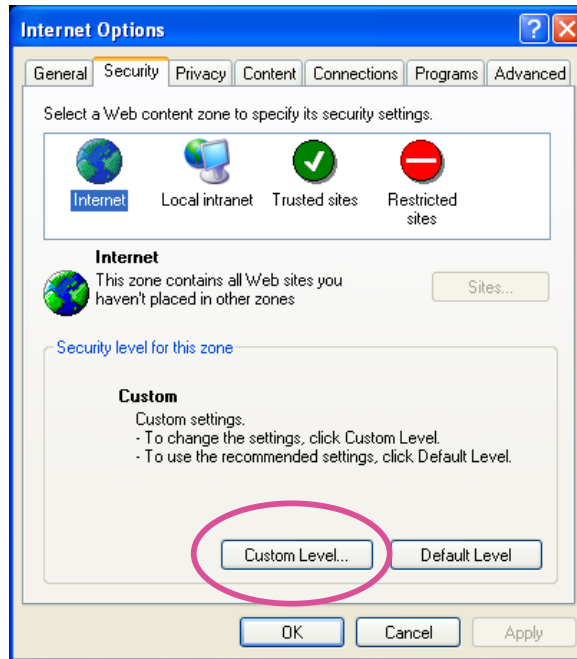 Internet Options
General Security Privacy Content Connections Programs Advanced
Select a Web content zone to specify its security settings.
Internet Local intranet Trusted sites Restricted
sites
Internet
This zone contains all Web sites you
haven't placed in other zones
Sites...
Security level for this zone
Custom
Custom settings.
- To change the settings, click Custom Level.
- To use the recommended settings, click Default Level.
Custom Level... Default Level
OK Cancel Apply